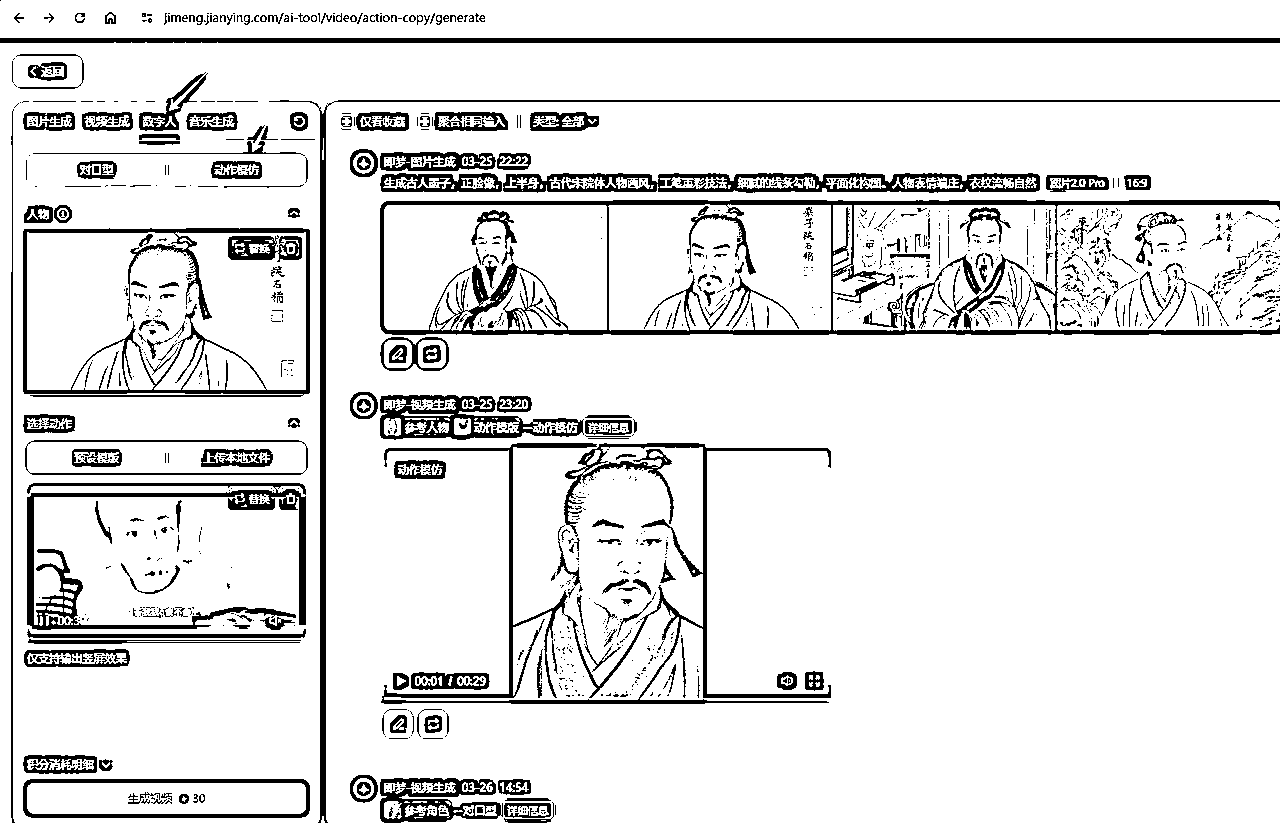 jimeng.jianying.com/ai-tool/video/action-copy/generate
返回
图片生成 视频生成 数字人 音乐生成
对口型 动作模仿
人物
替换
选择动作
预设模版 上传本地文件
替换
仅支持输出竖屏效果
积分消耗明细
生成视频 30
仅看收藏 聚合相同输入 类型: 全部
即梦-图片生成 03-25 22:22
生成古人画子, 正脸像, 上半身, 古代宋院体人物画风, 工笔重彩技法, 细腻的线条勾勒, 平面化构图, 人物表情端庄, 衣纹流畅自然 图片2.0 Pro 16:9
即梦-视频生成 03-25 23:20
参考人物 动作模版 动作模仿 详细信息
动作模仿
00:01 / 00:29
即梦-视频生成 03-26 14:54
参考角色 对口型 详细信息